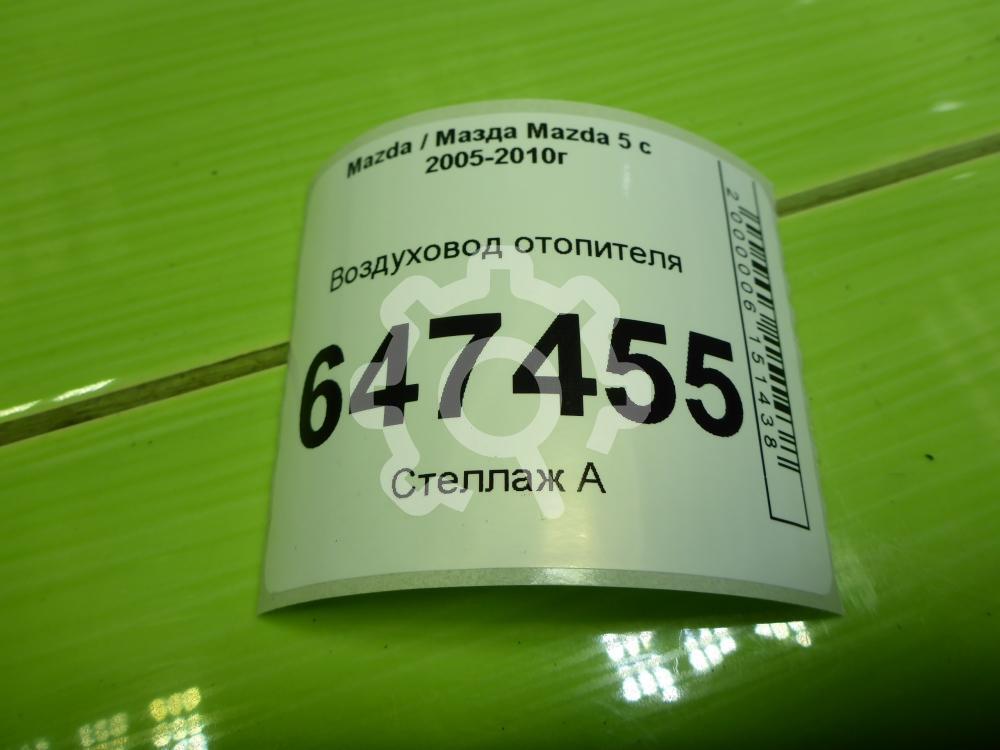 Mazda / Мазда Mazda 5 с
2005-2010г
Воздуховод отопителя
647455
Стеллаж А
2000006151438